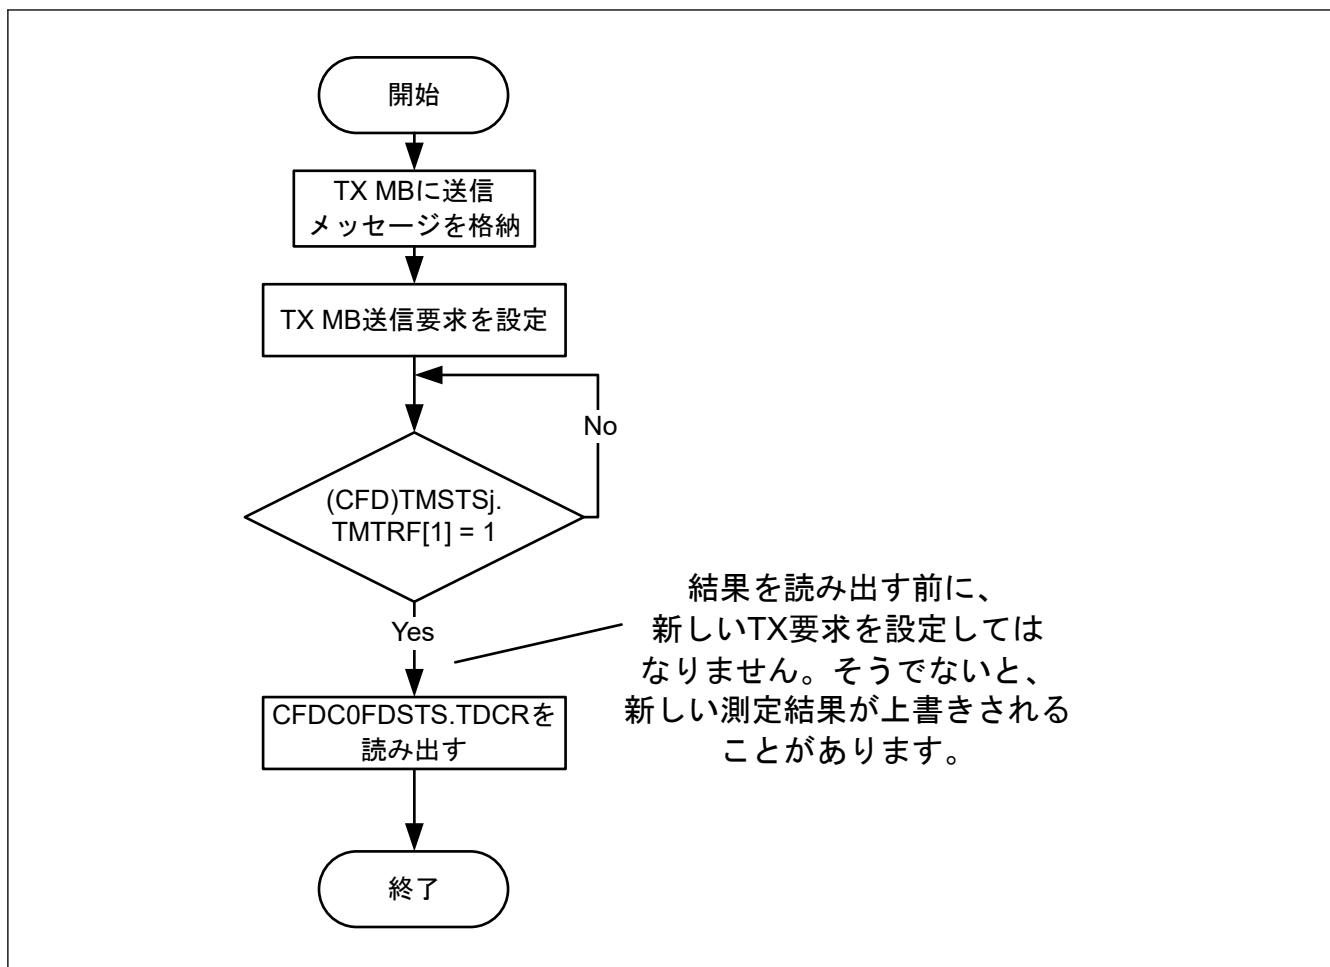 開始
TX MBに送信
メッセージを格納
TX MB送信要求を設定
No
(CFD)TMSTSj.
TMTRF[1] = 1
Yes
結果を読み出す前に、
新しいTX要求を設定しては
なりません。そうでないと、
新しい測定結果が上書きされる
ことがあります。
CFDC0FDSTS.TDCRを
読み出す
終了